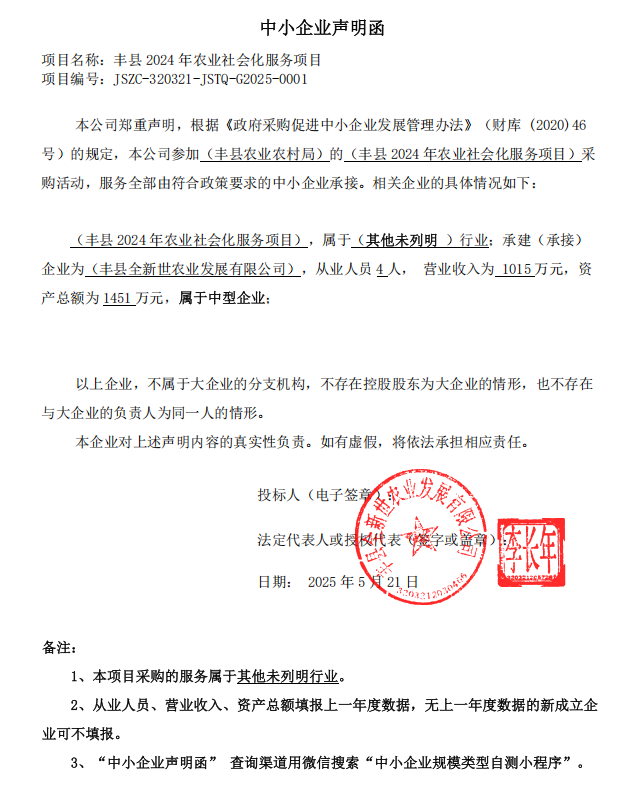 中小企业声明函
项目名称：丰县 2024 年农业社会化服务项目
项目编号：JSZC-320321-JSTQ-G2025-0001
本公司郑重声明，根据《政府采购促进中小企业发展管理办法》（财库（2020)46
号）的规定，本公司参加（丰县农业农村局）的（丰县 2024 年农业社会化服务项目）采
购活动，服务全部由符合政策要求的中小企业承接。相关企业的具体情况如下：
（丰县 2024 年农业社会化服务项目），属于（其他未列明 ）行业；承建（承接）
企业为（丰县全新世农业发展有限公司），从业人员 4 人， 营业收入为 1015 万元，资
产总额为 1451 万元，属于中型企业；
以上企业，不属于大企业的分支机构，不存在控股股东为大企业的情形，也不存在
与大企业的负责人为同一人的情形。
本企业对上述声明内容的真实性负责。如有虚假，将依法承担相应责任。
投标人（电子签章）：
法定代表人或授权代表（签字或盖章）：
日期： 2025 年 5 月 21 日
丰县全新世农业发展有限公司
3203212030466
李长年
备注：
1、本项目采购的服务属于其他未列明行业。
2、从业人员、营业收入、资产总额填报上一年度数据，无上一年度数据的新成立企
业可不填报。
3、“中小企业声明函” 查询渠道用微信搜索“中小企业规模类型自测小程序”。